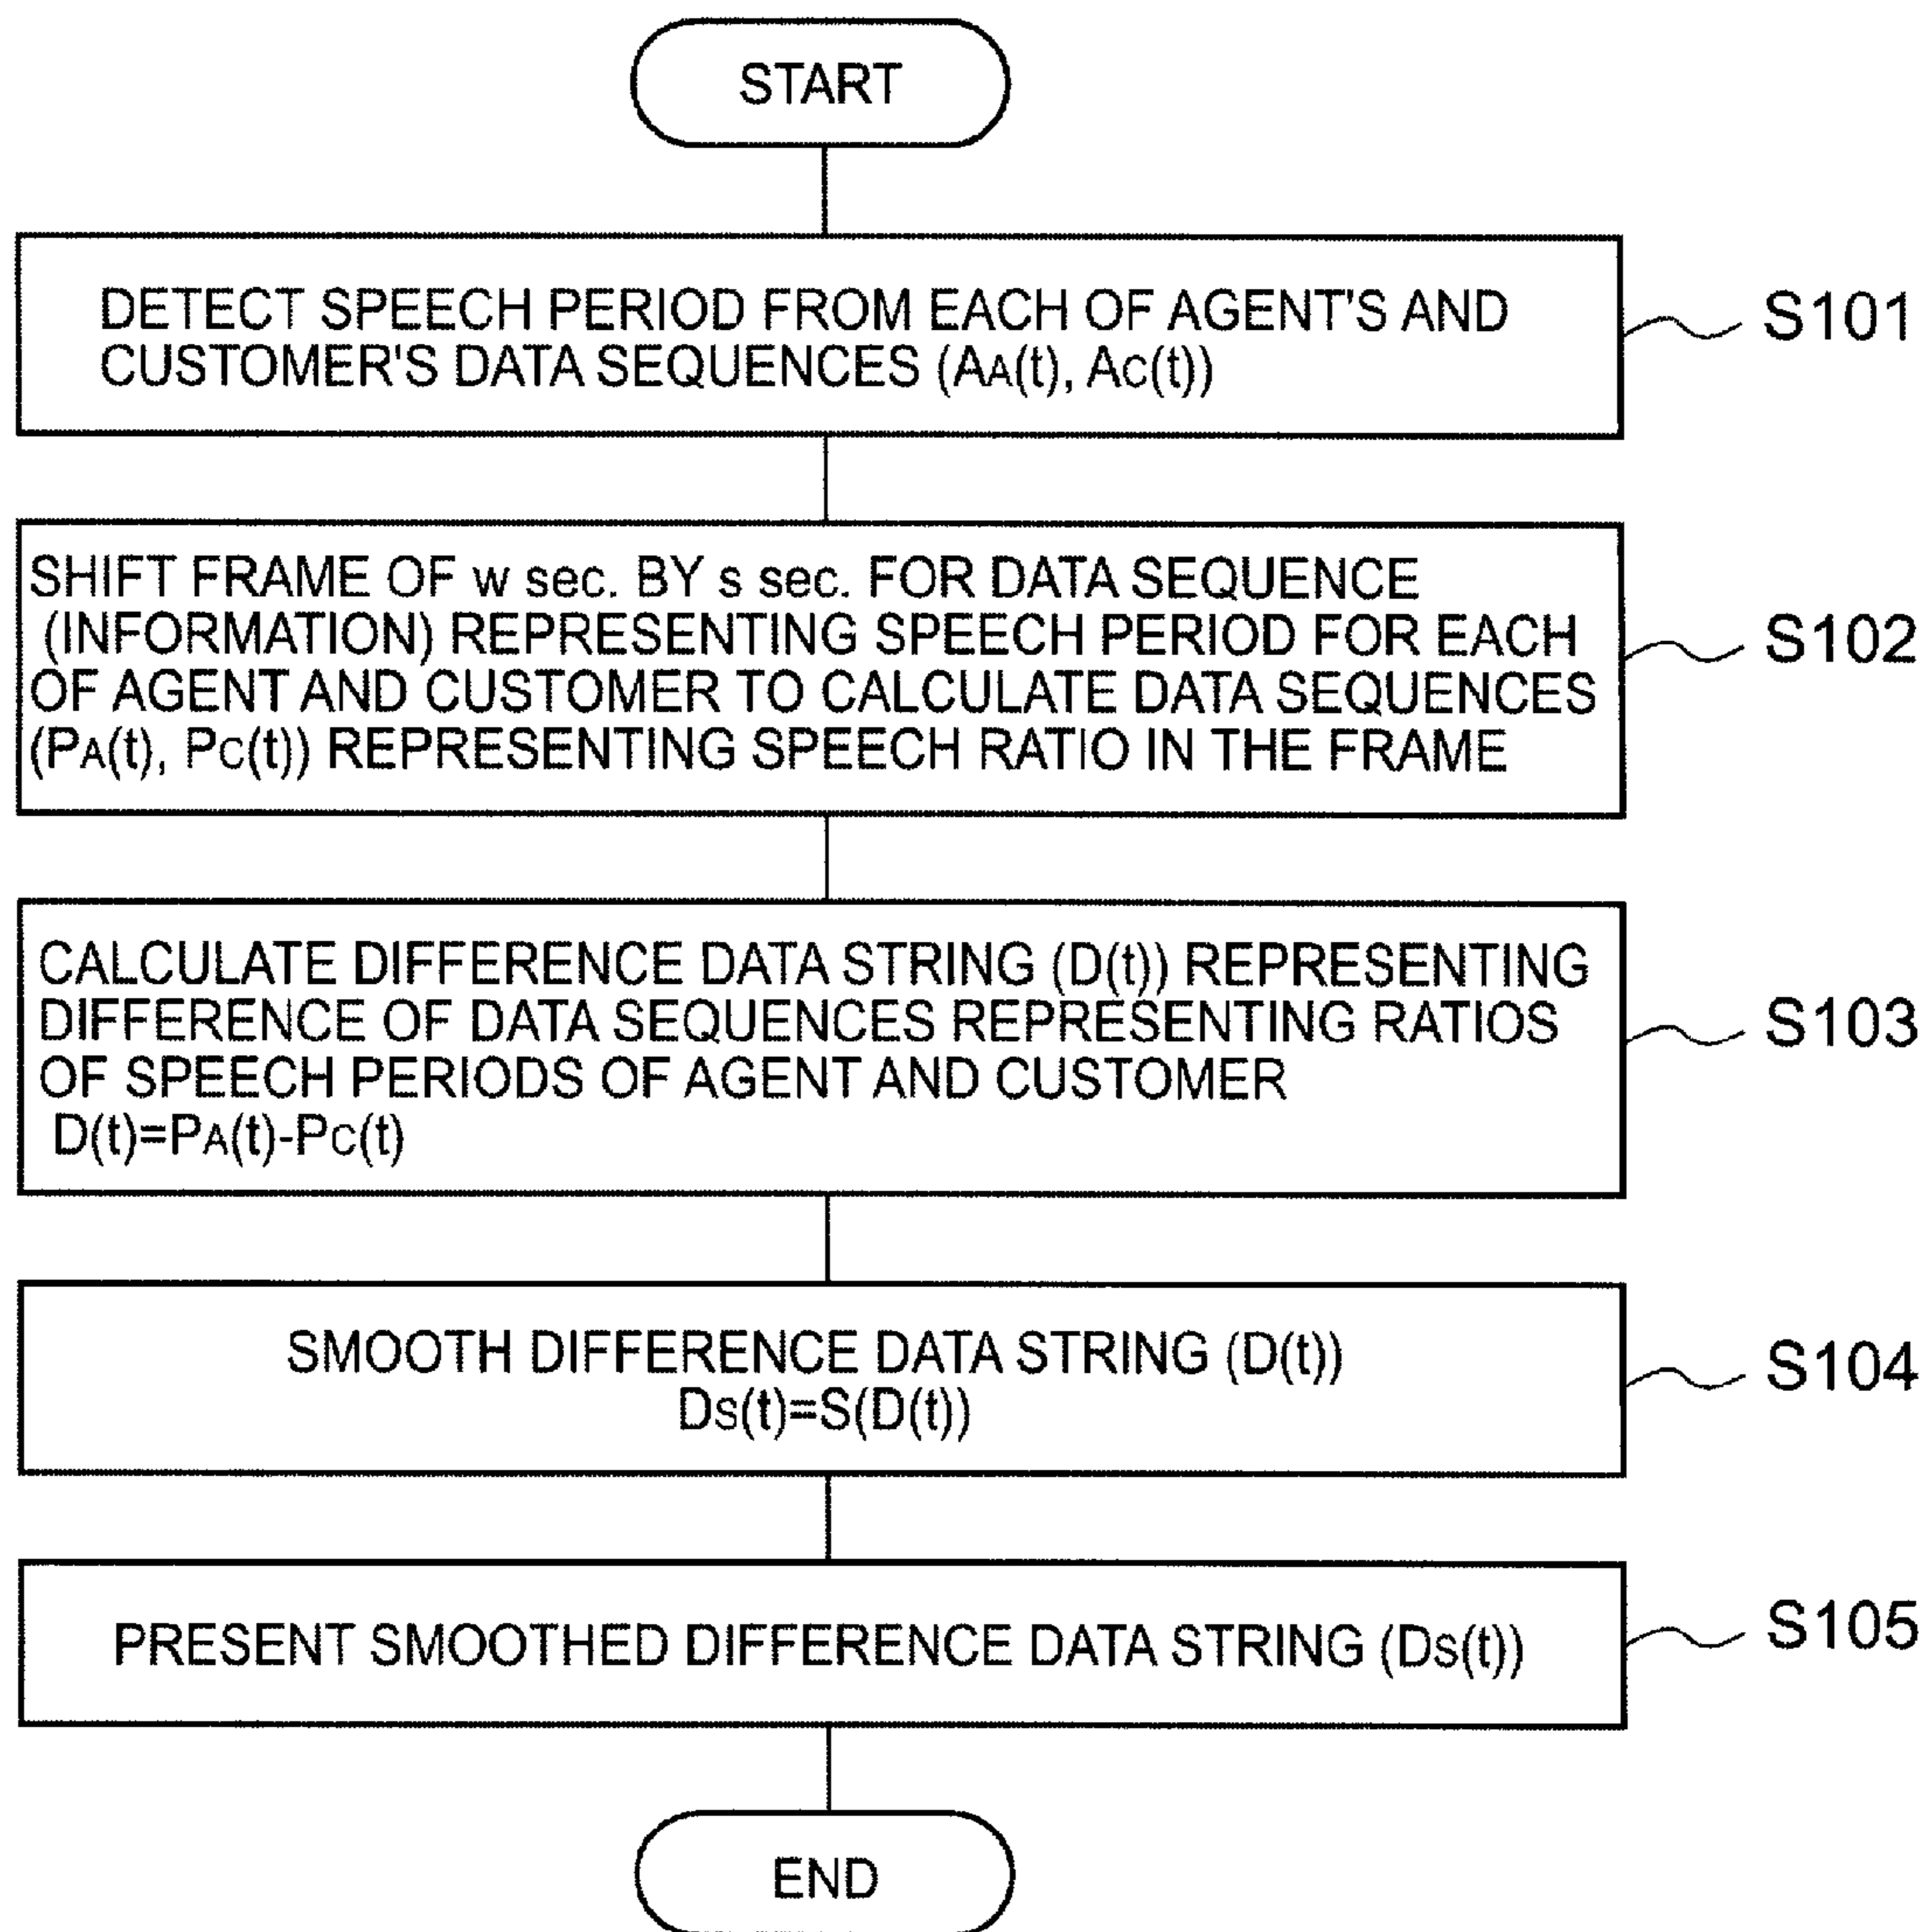 START
DETECT SPEECH PERIOD FROM EACH OF AGENT'S AND
CUSTOMER'S DATA SEQUENCES (AA(t), AC(t))
S101
SHIFT FRAME OF w sec. BY s sec. FOR DATA SEQUENCE
(INFORMATION) REPRESENTING SPEECH PERIOD FOR EACH
OF AGENT AND CUSTOMER TO CALCULATE DATA SEQUENCES
(PA(t), PC(t)) REPRESENTING SPEECH RATIO IN THE FRAME
S102
CALCULATE DIFFERENCE DATA STRING (D(t)) REPRESENTING
DIFFERENCE OF DATA SEQUENCES REPRESENTING RATIOS
OF SPEECH PERIODS OF AGENT AND CUSTOMER
D(t)=PA(t)-PC(t)
S103
SMOOTH DIFFERENCE DATA STRING (D(t))
DS(t)=S(D(t))
S104
PRESENT SMOOTHED DIFFERENCE DATA STRING (DS(t))
S105
END